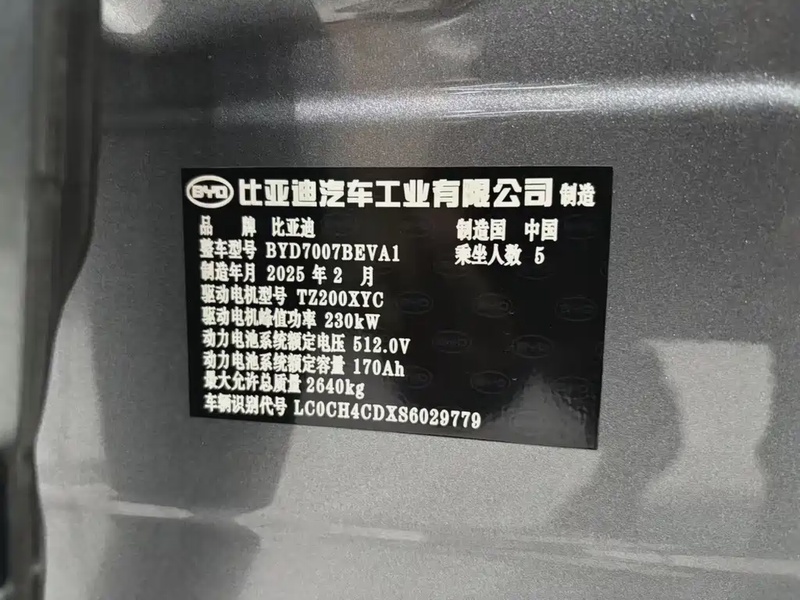 BYD 比亚迪汽车工业有限公司 制造
品 牌 比亚迪 制造国 中国
整车型号 BYD7007BEVA1 乘坐人数 5
制造年月 2025 年 2 月
驱动电机型号 TZ200XYC
驱动电机峰值功率 230kW
动力电池系统额定电压 512.0V
动力电池系统额定容量 170Ah
最大允许总质量 2640kg
车辆识别代号 LC0CH4CDXS6029779